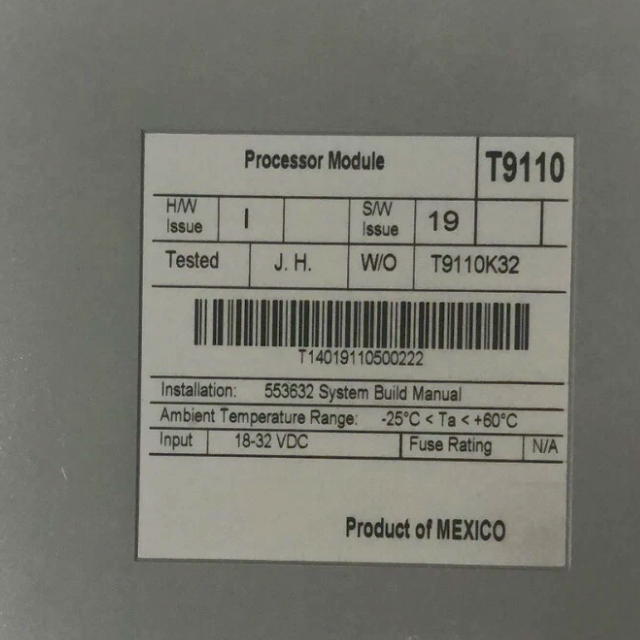 Processor Module T9110
H/W Issue I S/W Issue 19
Tested J. H. W/O T9110K32
T14019110500222
Installation: 553632 System Build Manual
Ambient Temperature Range: -25°C < Ta < +60°C
Input 18-32 VDC Fuse Rating N/A
Product of MEXICO